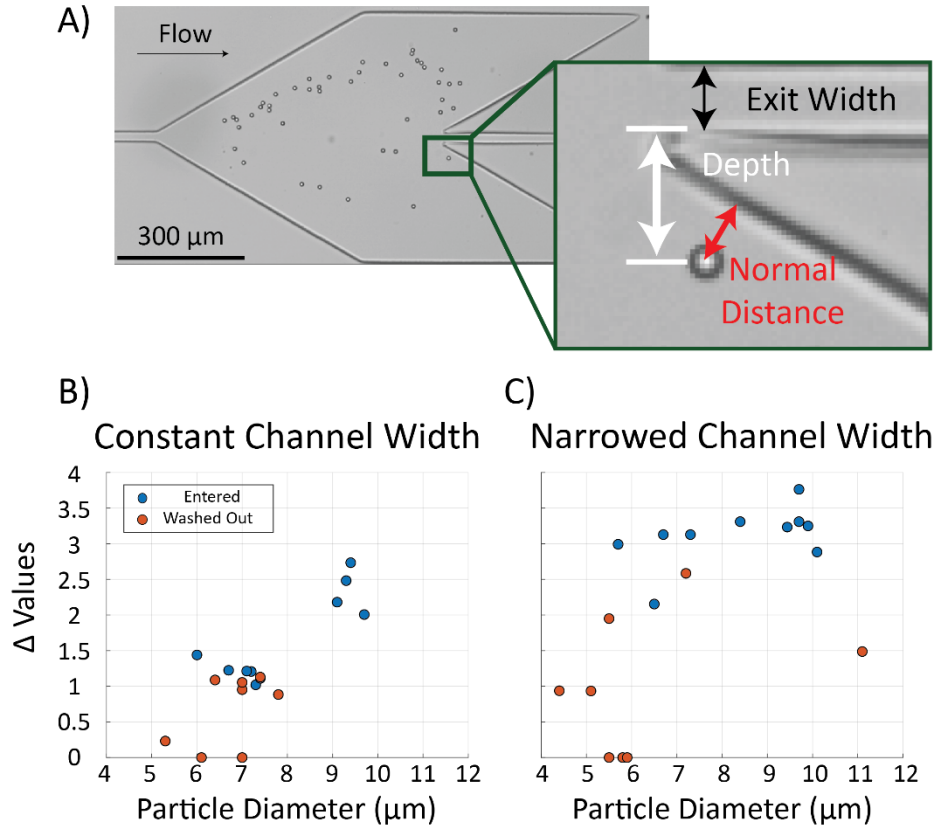 A)
Flow
300 μm
Exit Width
Depth
Normal
Distance
B)
Constant Channel Width
Δ Values
4
3.5
3
2.5
2
1.5
1
0.5
0
Entered
Washed Out
4 5 6 7 8 9 10 11 12
Particle Diameter (μm)
C)
Narrowed Channel Width
4 5 6 7 8 9 10 11 12
Particle Diameter (μm)